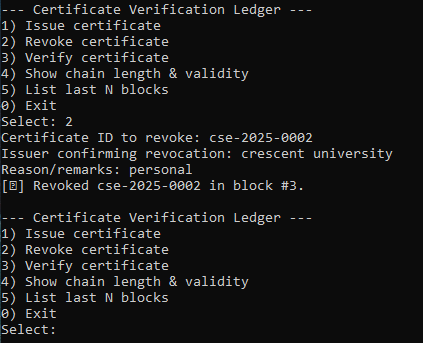 --- Certificate Verification Ledger ---
1) Issue certificate
2) Revoke certificate
3) Verify certificate
4) Show chain length & validity
5) List last N blocks
0) Exit
Select: 2
Certificate ID to revoke: cse-2025-0002
Issuer confirming revocation: crescent university
Reason/remarks: personal
[⍰] Revoked cse-2025-0002 in block #3.

--- Certificate Verification Ledger ---
1) Issue certificate
2) Revoke certificate
3) Verify certificate
4) Show chain length & validity
5) List last N blocks
0) Exit
Select: